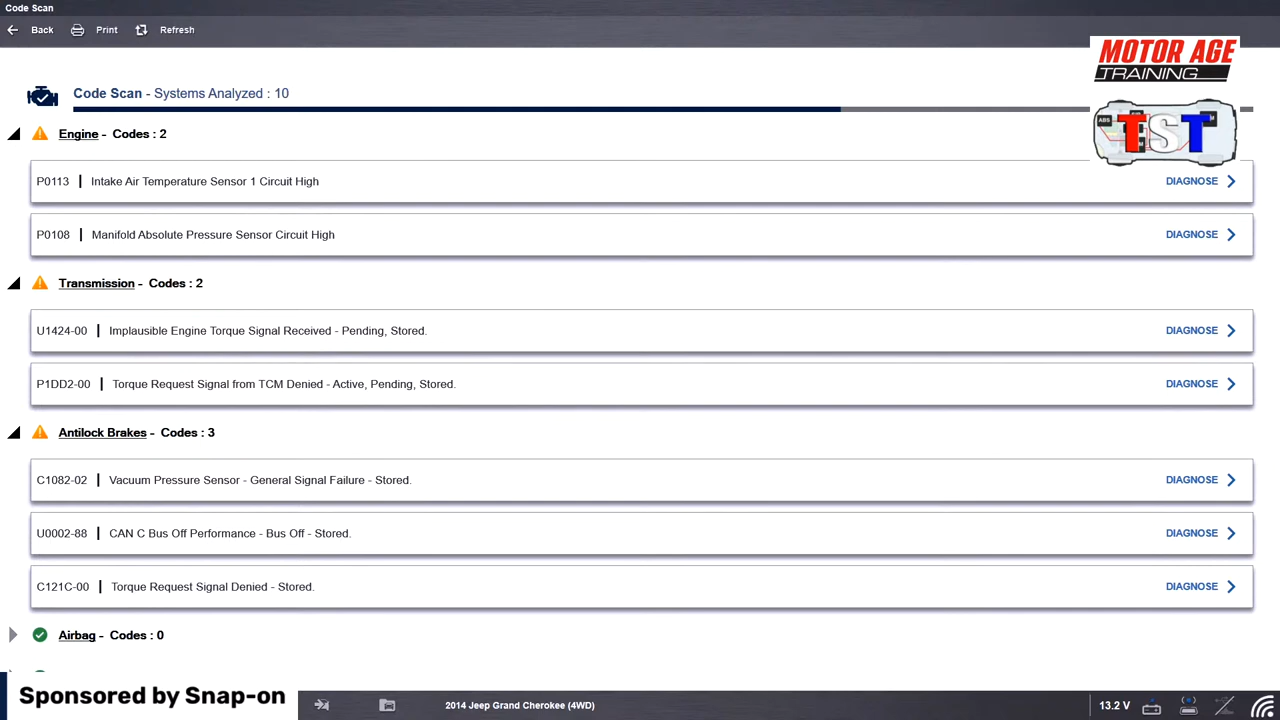 Code Scan
Back Print Refresh
MOTOR AGE
TRAINING
Code Scan - Systems Analyzed : 10
ABS
TST
Engine - Codes : 2
P0113 | Intake Air Temperature Sensor 1 Circuit High DIAGNOSE
P0108 | Manifold Absolute Pressure Sensor Circuit High DIAGNOSE
Transmission - Codes : 2
U1424-00 | Implausible Engine Torque Signal Received - Pending, Stored. DIAGNOSE
P1DD2-00 | Torque Request Signal from TCM Denied - Active, Pending, Stored. DIAGNOSE
Antilock Brakes - Codes : 3
C1082-02 | Vacuum Pressure Sensor - General Signal Failure - Stored. DIAGNOSE
U0002-88 | CAN C Bus Off Performance - Bus Off - Stored. DIAGNOSE
C121C-00 | Torque Request Signal Denied - Stored. DIAGNOSE
Airbag - Codes : 0
Sponsored by Snap-on
2014 Jeep Grand Cherokee (4WD)
13.2 V